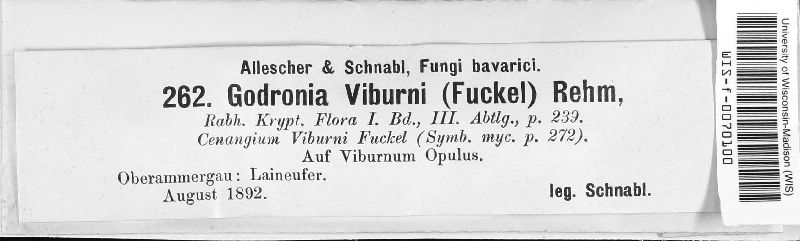 Allescher & Schnabl, Fungi bavarici.
262. Godronia Viburni (Fuckel) Rehm,
Rabh. Krypt. Flora I. Bd., III. Abtlg., p. 239.
Cenangium Viburni Fuckel (Symb. myc. p. 272).
Auf Viburnum Opulus.
Oberammergau: Laineufer.
August 1892.
leg. Schnabl.
University of Wisconsin-Madison (WIS)
WIS-f-0070100